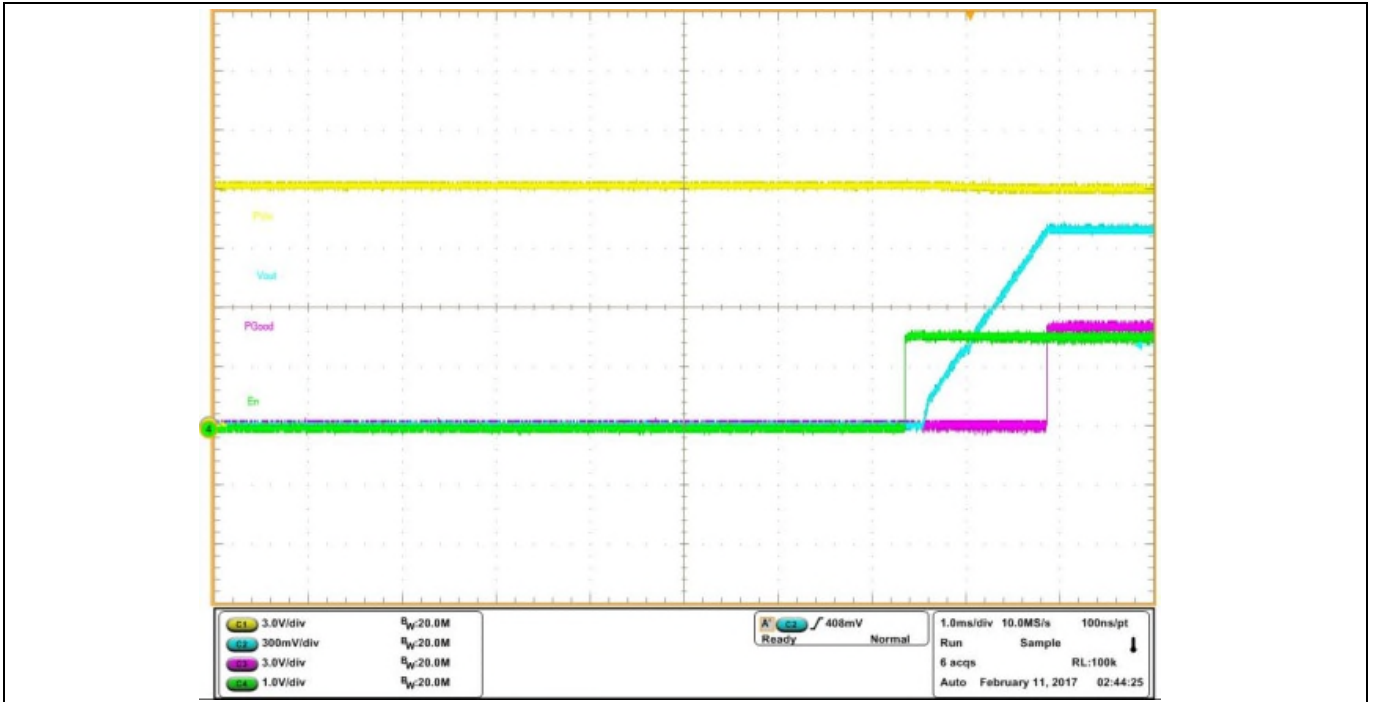 PVin
Vout
PGood
En
4
C1 3.0V/div BW:20.0M
C2 300mV/div BW:20.0M
C3 3.0V/div BW:20.0M
C4 1.0V/div BW:20.0M
A' C2 408mV
Ready Normal
1.0ms/div 10.0MS/s 100ns/pt
Run Sample
6 acqs RL:100k
Auto February 11, 2017 02:44:25